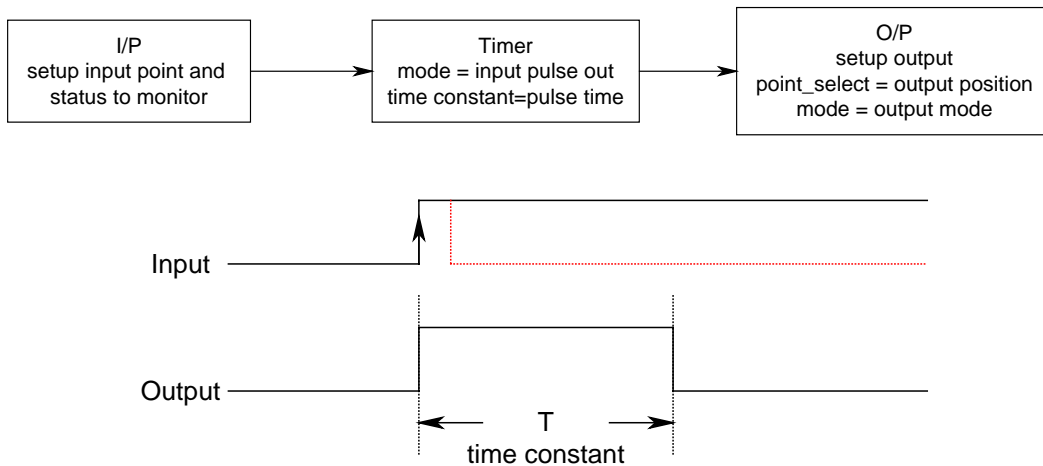 I/P
setup input point and
status to monitor
Timer
mode = input pulse out
time constant=pulse time
O/P
setup output
point_select = output position
mode = output mode
Input
Output
T
time constant